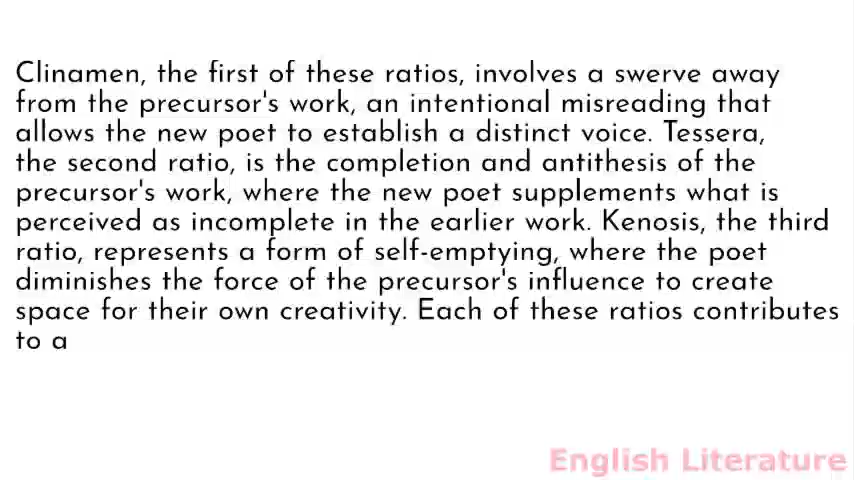 Clinamen, the first of these ratios, involves a swerve away
from the precursor's work, an intentional misreading that
allows the new poet to establish a distinct voice. Tessera,
the second ratio, is the completion and antithesis of the
precursor's work, where the new poet supplements what is
perceived as incomplete in the earlier work. Kenosis, the third
ratio, represents a form of self-emptying, where the poet
diminishes the force of the precursor's influence to create
space for their own creativity. Each of these ratios contributes
to a
English Literature